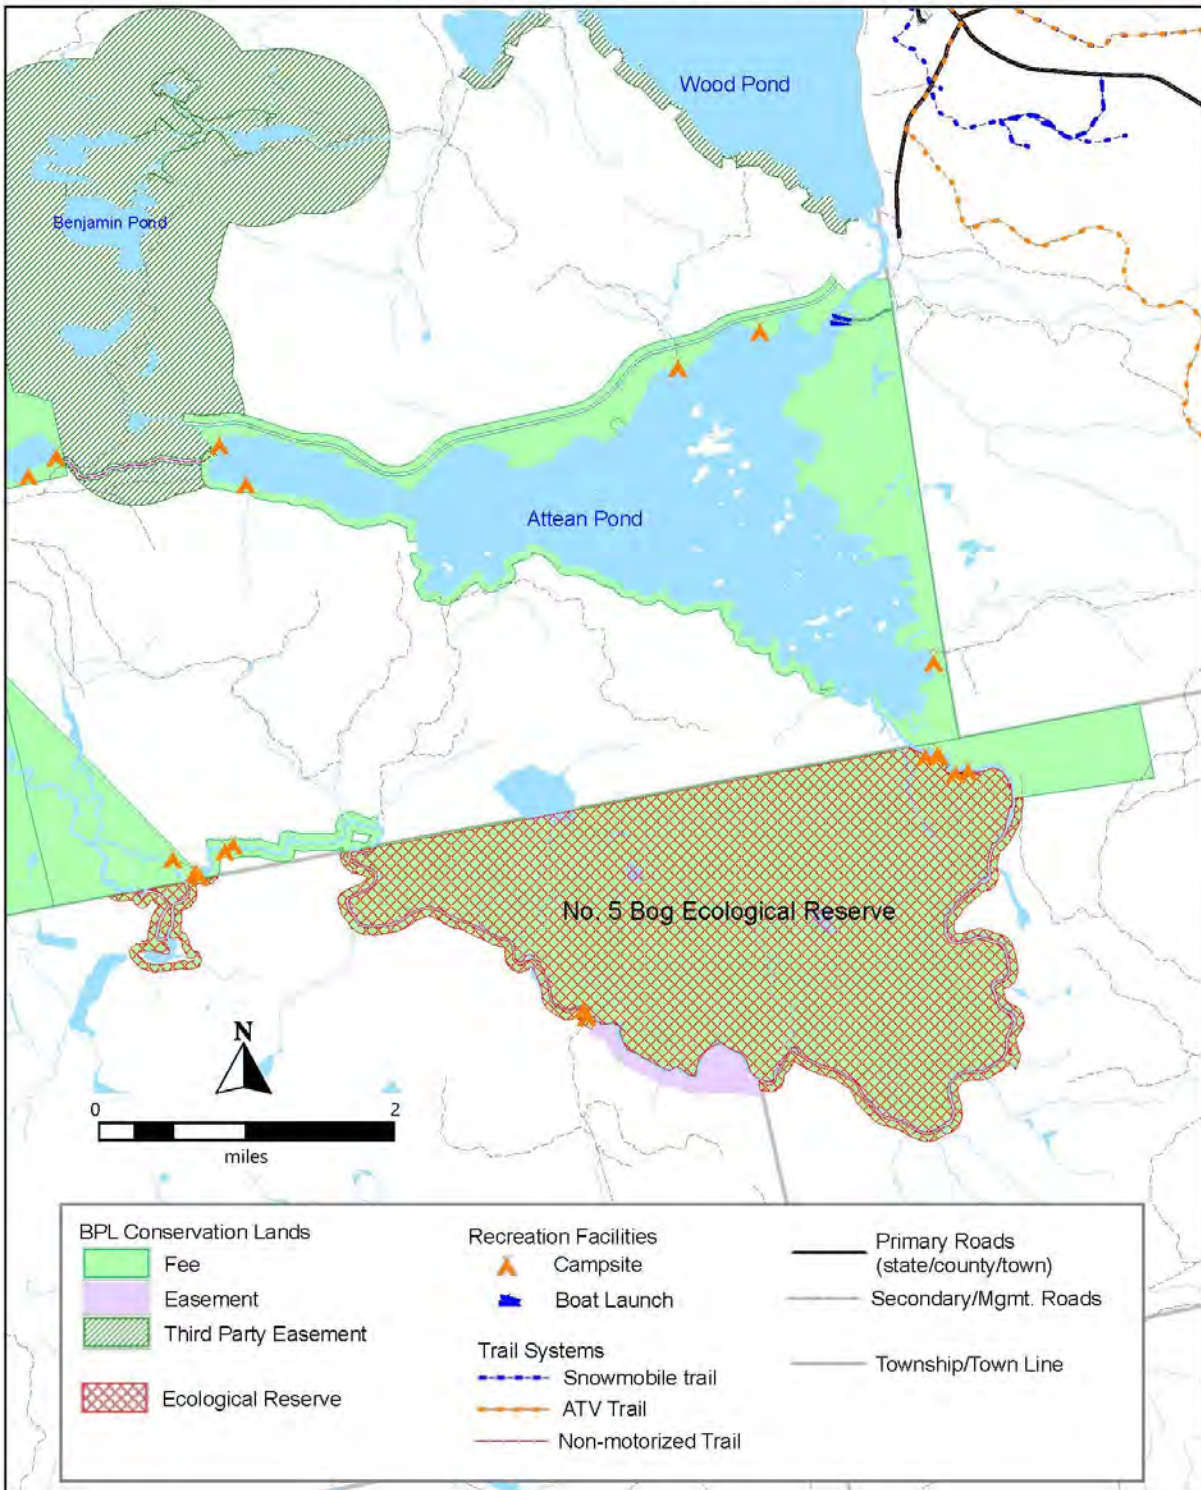 Wood Pond
Benjamin Pond
Attean Pond
No. 5 Bog Ecological Reserve
N
0 2
miles
BPL Conservation Lands
Fee
Easement
Third Party Easement
Ecological Reserve
Recreation Facilities
Campsite
Boat Launch
Trail Systems
Snowmobile trail
ATV Trail
Non-motorized Trail
Primary Roads
(state/county/town)
Secondary/Mgmt. Roads
Township/Town Line